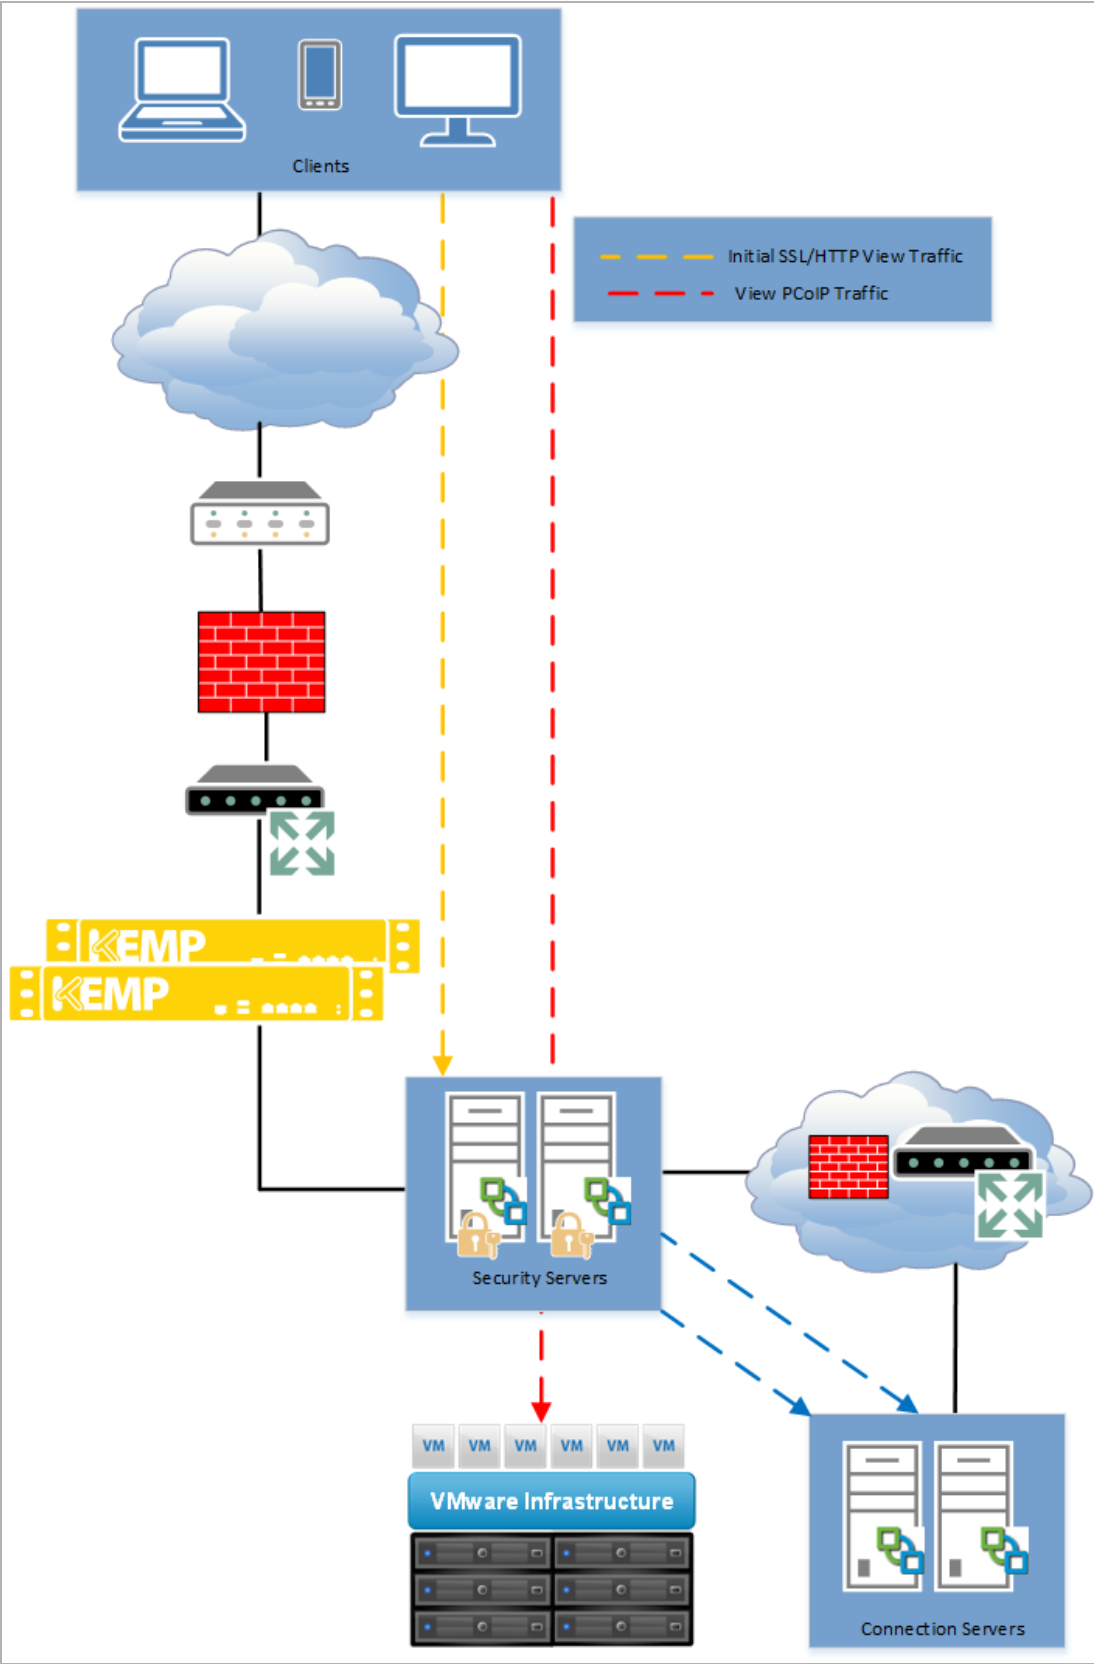 Clients
Initial SSL/HTTP View Traffic
View PCoIP Traffic
KEMP
KEMP
Security Servers
VM VM VM VM VM VM
VMware Infrastructure
Connection Servers